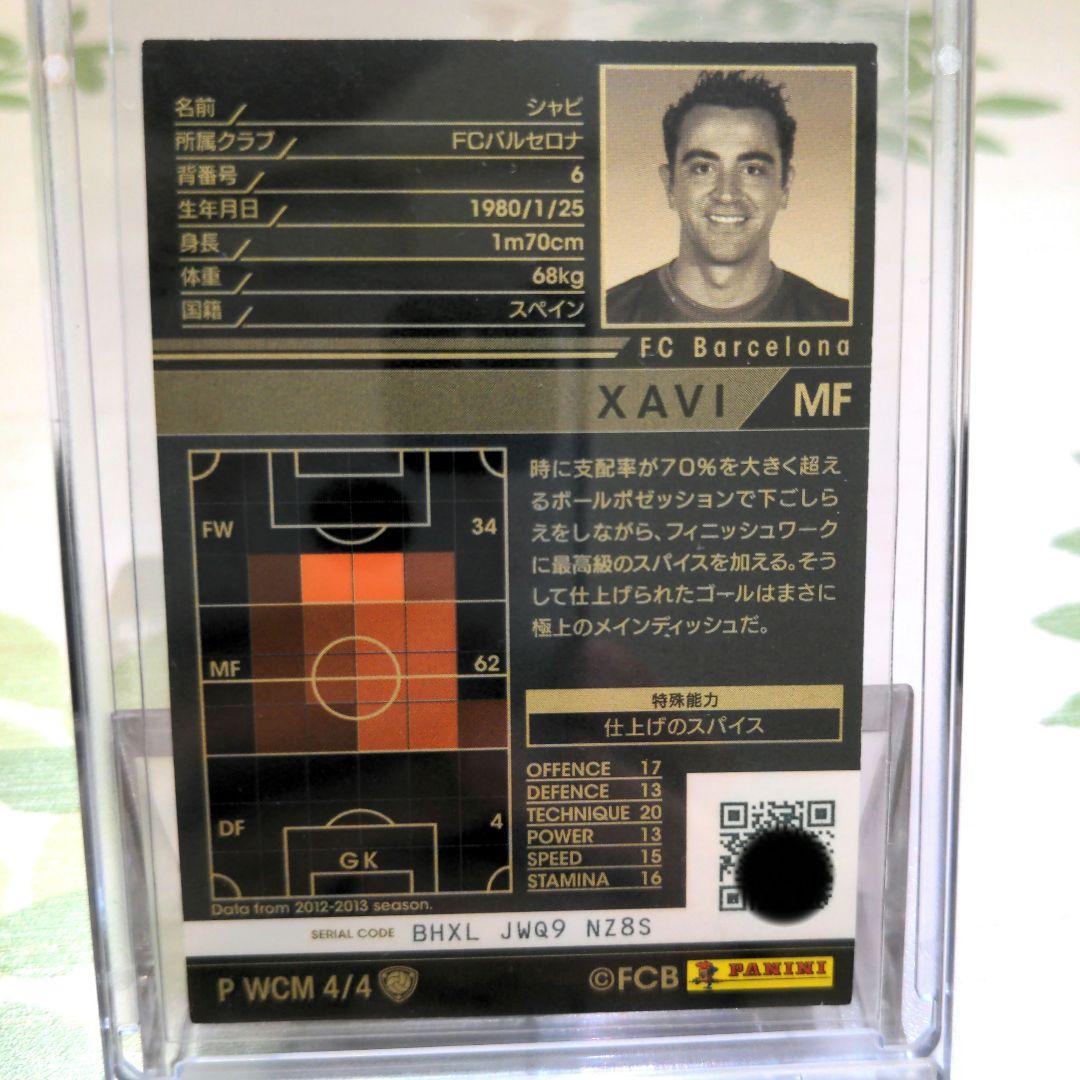 名前 シャビ
所属クラブ FCバルセロナ
背番号 6
生年月日 1980/1/25
身長 1m70cm
体重 68kg
国籍 スペイン
FC Barcelona
XAVI MF
時に支配率が70%を大きく超え
るボールポゼッションで下ごしら
えをしながら、フィニッシュワーク
に最高級のスパイスを加える。そう
して仕上げられたゴールはまさに
極上のメインディッシュだ。
FW 34
MF 62
DF 4
GK
Data from 2012-2013 season.
特殊能力
仕上げのスパイス
OFFENCE 17
DEFENCE 13
TECHNIQUE 20
POWER 13
SPEED 15
STAMINA 16
SERIAL CODE BHXL JWQ9 NZ8S
P WCM 4/4
©FCB PANINI